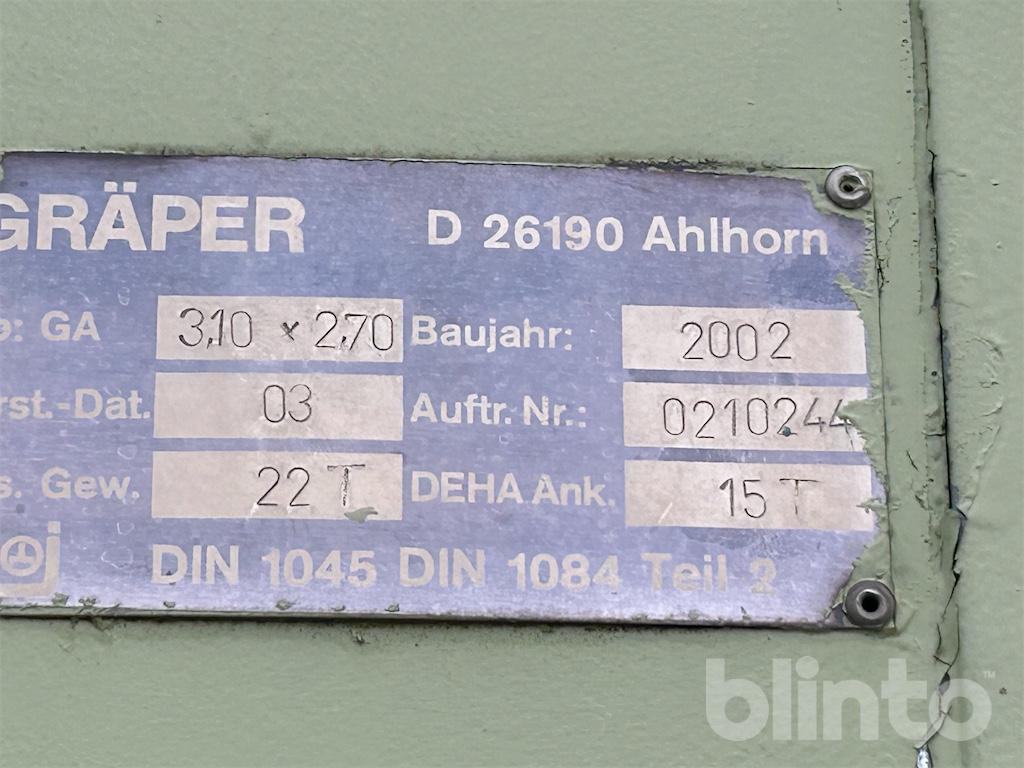 GRÄPER D 26190 Ahlhorn
GA 3,10 × 2,70 Baujahr: 2002
rst.-Dat. 03 Auftr. Nr.: 0210244
s. Gew. 22 T DEHA Ank. 15 T
DIN 1045 DIN 1084 Teil 2
blinto™